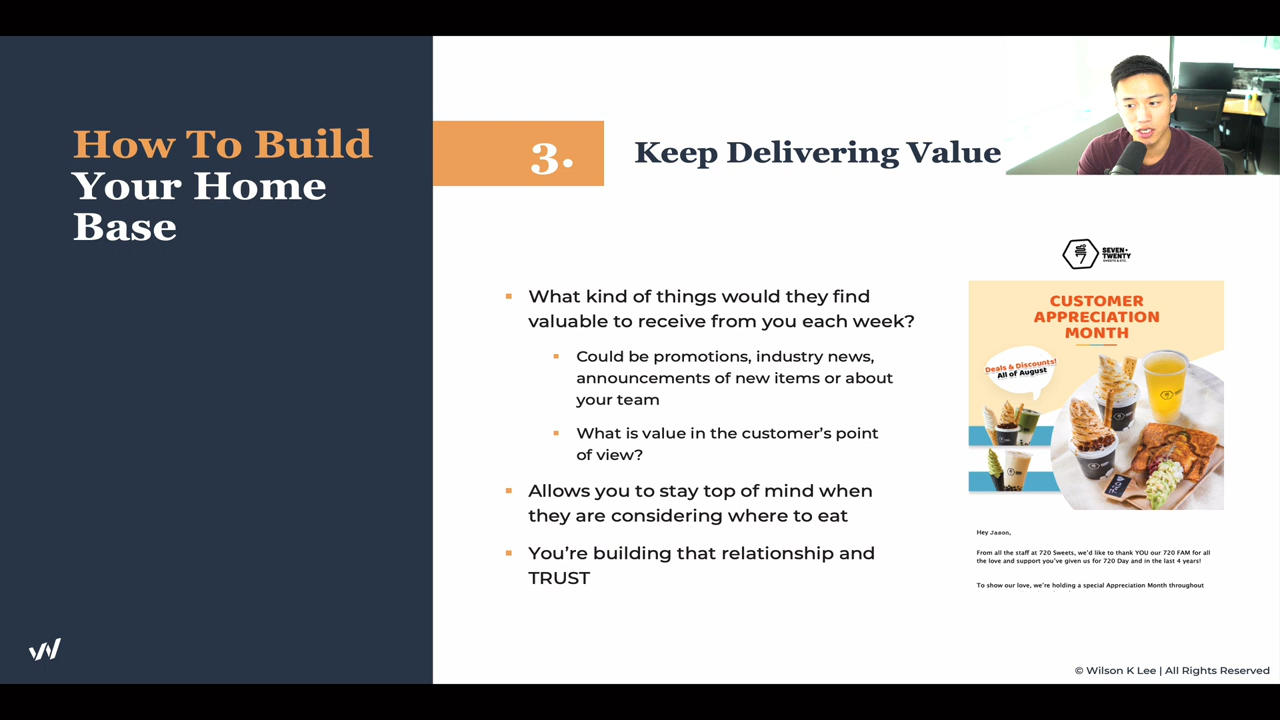 How To Build
Your Home
Base
3.
Keep Delivering Value
What kind of things would they find
valuable to receive from you each week?
Could be promotions, industry news,
announcements of new items or about
your team
What is value in the customer's point
of view?
Allows you to stay top of mind when
they are considering where to eat
You're building that relationship and
TRUST
SEVEN
TWENTY
SWEETS & ETC.
CUSTOMER
APPRECIATION
MONTH
Deals & Discounts!
All of August
Hey Jason,
From all the staff at 720 Sweets, we'd like to thank YOU our 720 FAM for all
the love and support you've given us for 720 Day and in the last 4 years!
To show our love, we're holding a special Appreciation Month throughout
© Wilson K Lee | All Rights Reserved